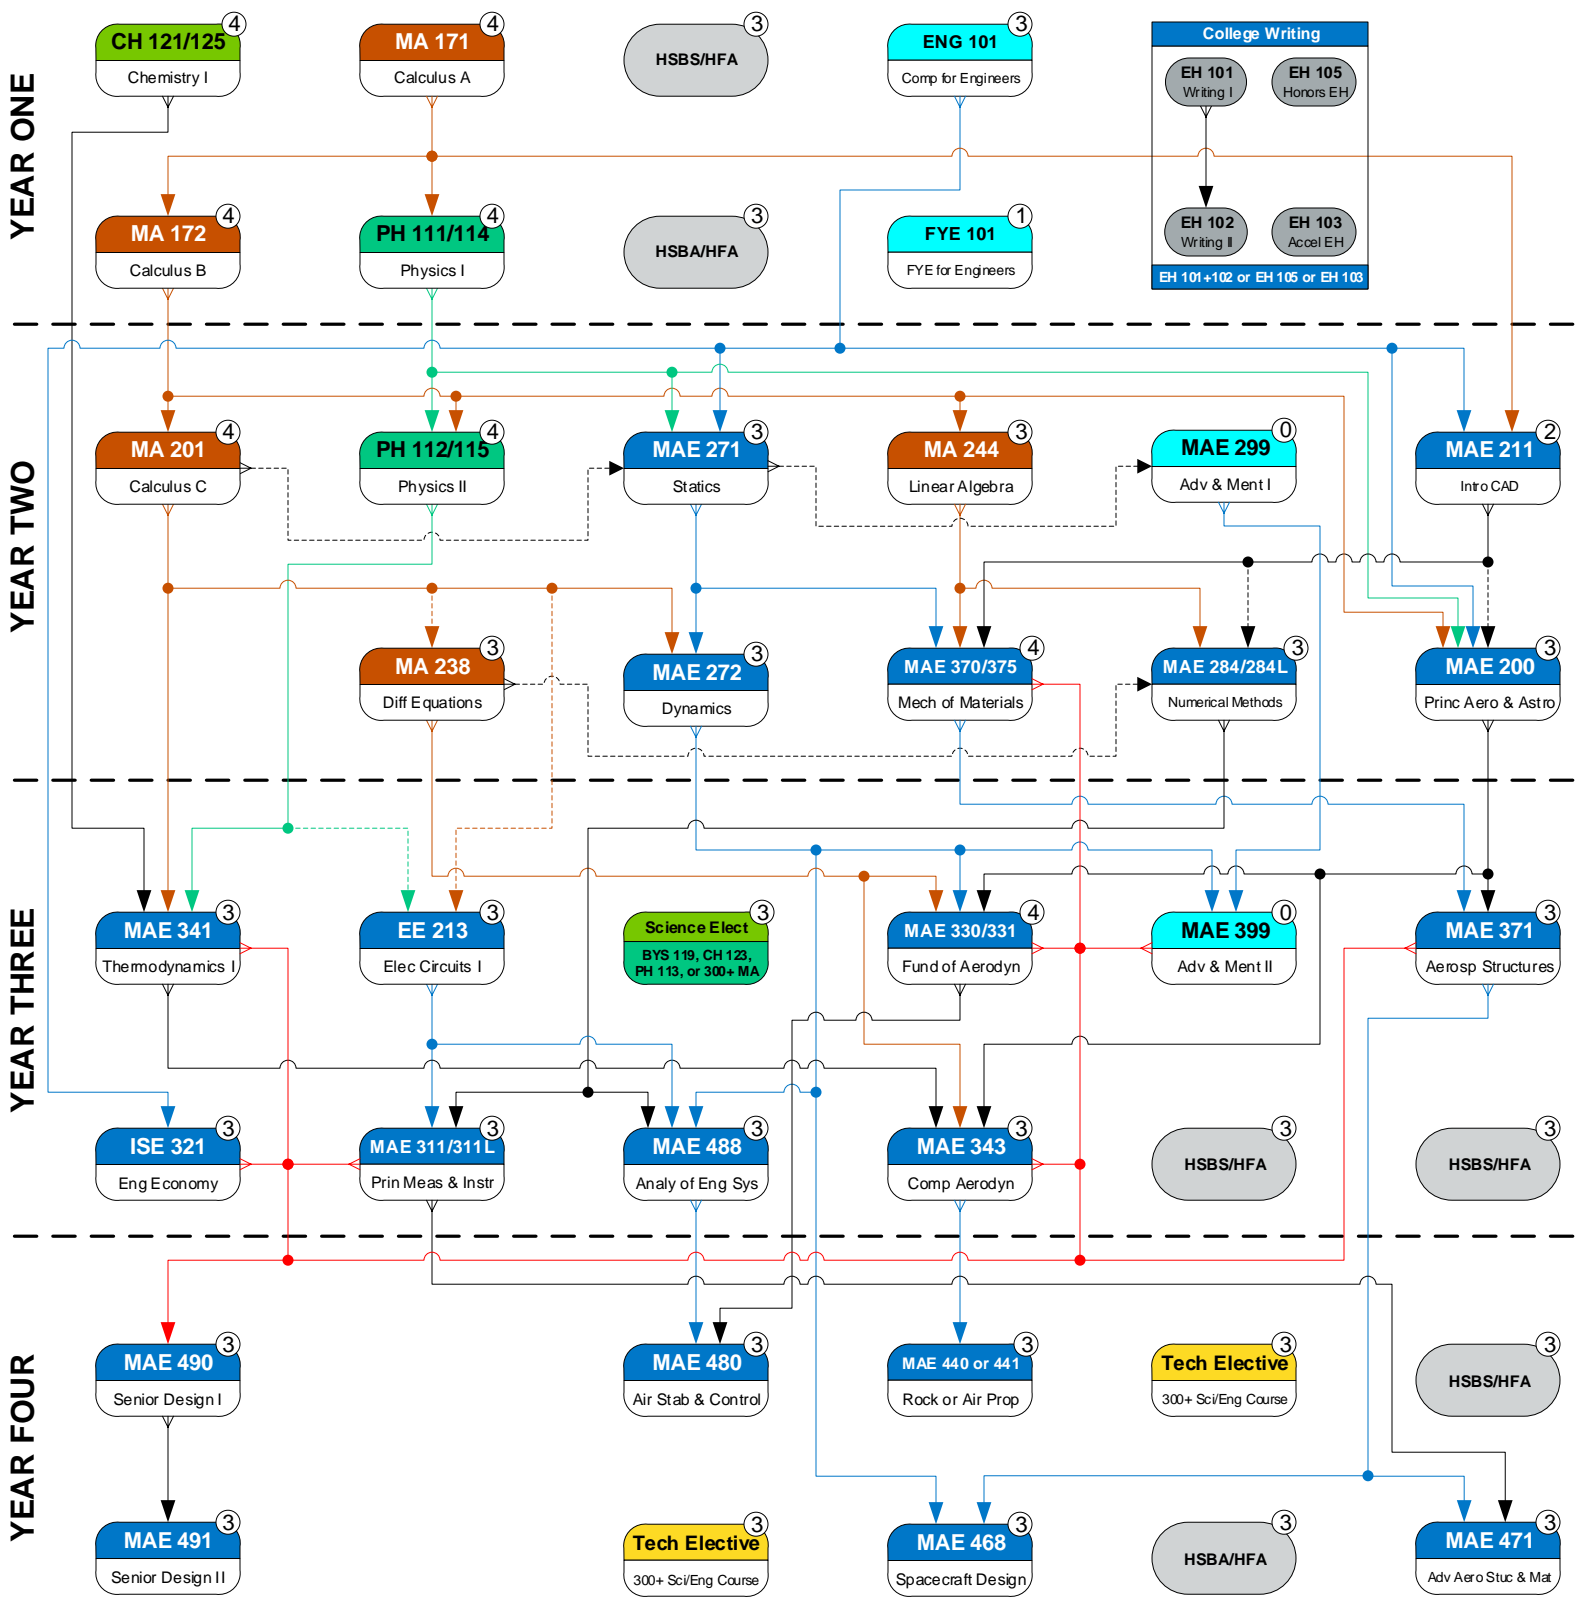 YEAR ONE
4
CH 121/125
Chemistry I
4
MA 171
Calculus A
3
HSBS/HFA
3
ENG 101
Comp for Engineers
College Writing
EH 101
Writing I
EH 105
Honors EH
EH 102
Writing II
EH 103
Accel EH
EH 101+102 or EH 105 or EH 103
4
MA 172
Calculus B
4
PH 111/114
Physics I
3
HSBA/HFA
1
FYE 101
FYE for Engineers
YEAR TWO
4
MA 201
Calculus C
4
PH 112/115
Physics II
3
MAE 271
Statics
3
MA 244
Linear Algebra
0
MAE 299
Adv & Ment I
2
MAE 211
Intro CAD
3
MA 238
Diff Equations
3
MAE 272
Dynamics
4
MAE 370/375
Mech of Materials
3
MAE 284/284L
Numerical Methods
3
MAE 200
Princ Aero & Astro
YEAR THREE
3
MAE 341
Thermodynamics I
3
EE 213
Elec Circuits I
3
Science Elect
BYS 119, CH 123,
PH 113, or 300+ MA
4
MAE 330/331
Fund of Aerodyn
0
MAE 399
Adv & Ment II
3
MAE 371
Aerosp Structures
3
ISE 321
Eng Economy
3
MAE 311/311L
Prin Meas & Instr
3
MAE 488
Analy of Eng Sys
3
MAE 343
Comp Aerodyn
3
HSBS/HFA
3
HSBS/HFA
YEAR FOUR
3
MAE 490
Senior Design I
3
MAE 480
Air Stab & Control
3
MAE 440 or 441
Rock or Air Prop
3
Tech Elective
300+ Sci/Eng Course
3
HSBS/HFA
3
MAE 491
Senior Design II
3
Tech Elective
300+ Sci/Eng Course
3
MAE 468
Spacecraft Design
3
HSBA/HFA
3
MAE 471
Adv Aero Stuc & Mat